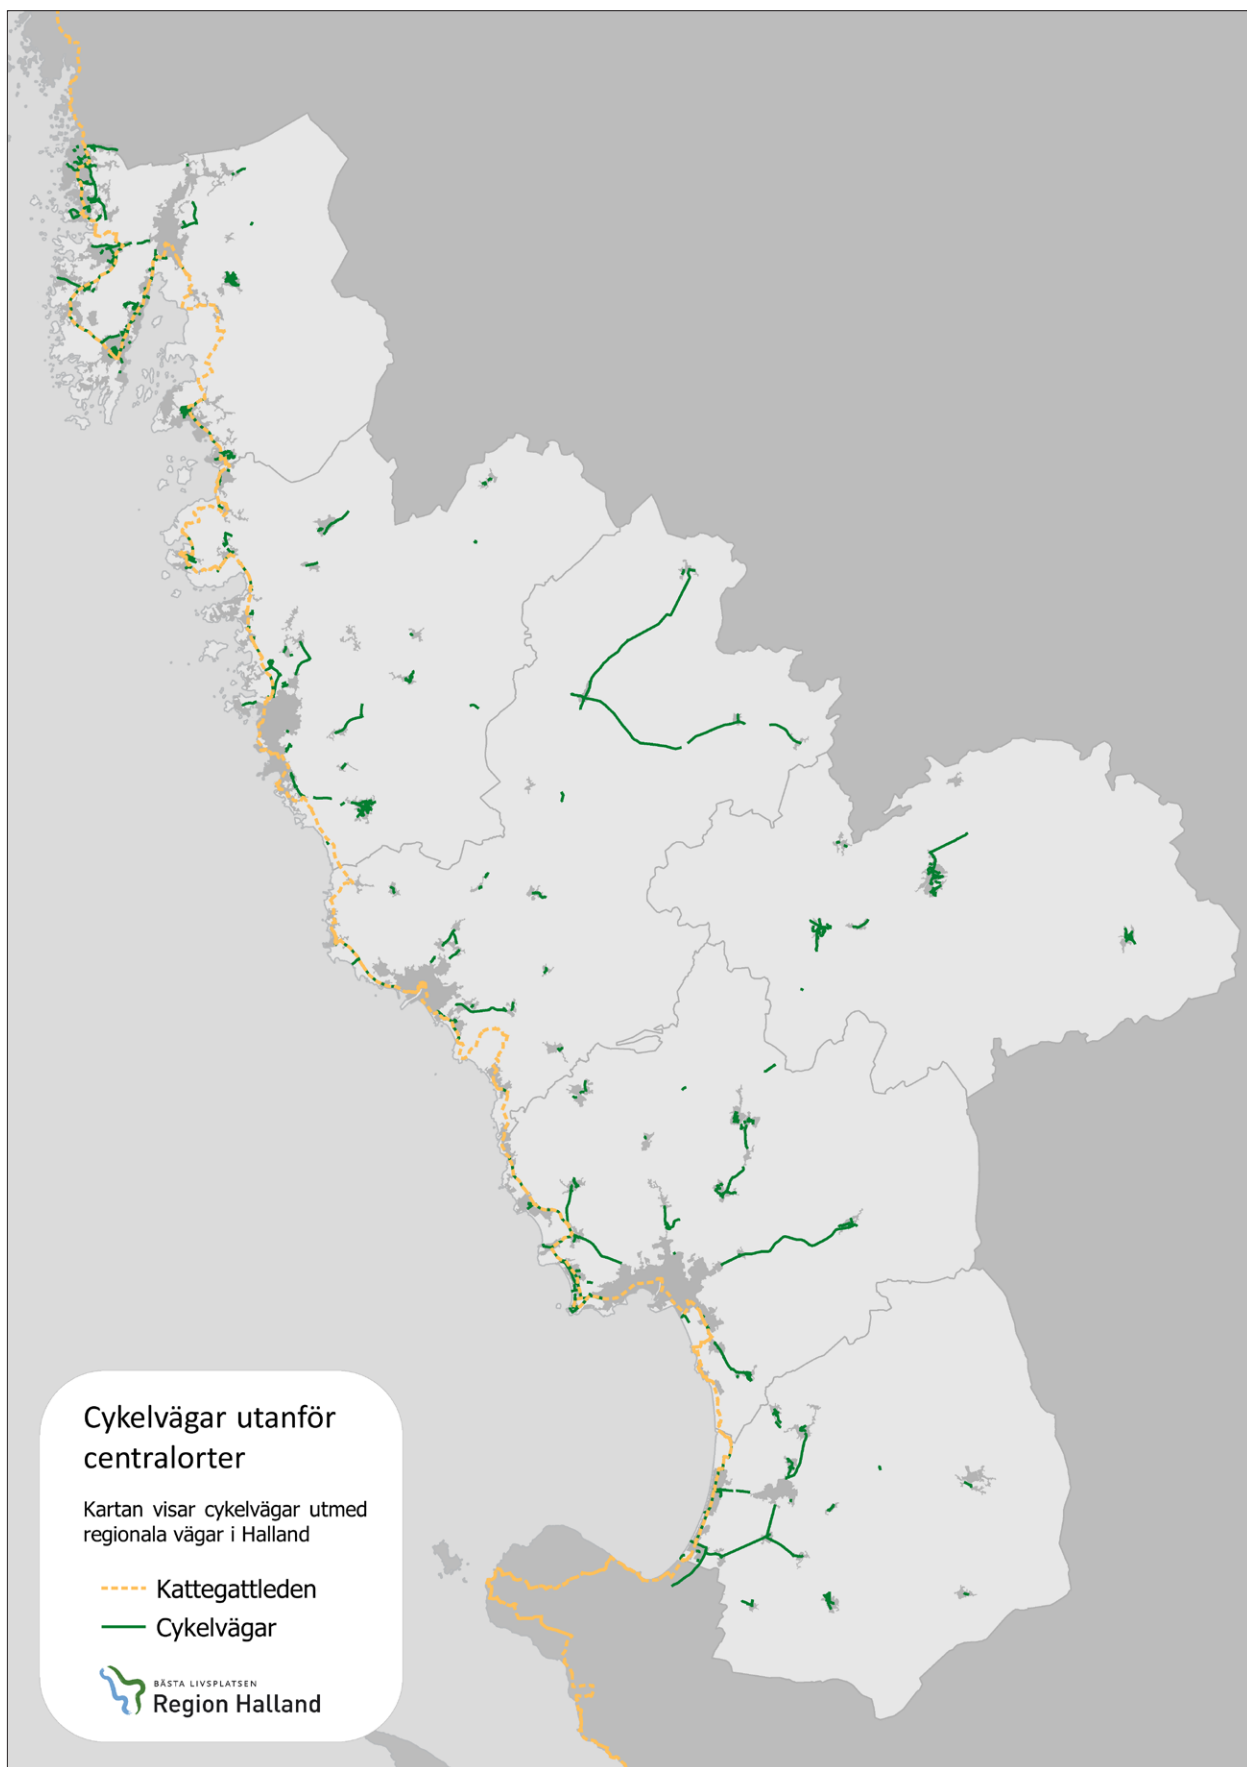 Cykelvägar utanför
centralorter
Kartan visar cykelvägar utmed
regionala vägar i Halland
Kattegattleden
Cykelvägar
BÄSTA LIVSPLATSEN
Region Halland